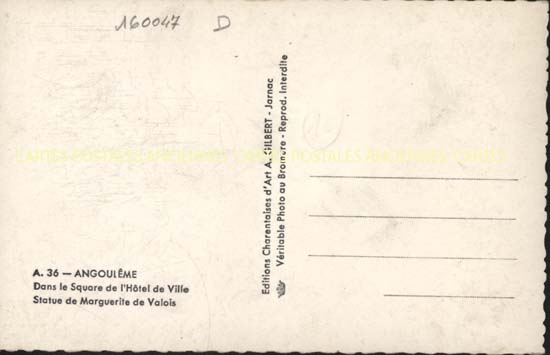 160047 D
A. 36 — ANGOULÊME
Dans le Square de l'Hôtel de Ville
Statue de Marguerite de Valois
Editions Charentaises d'Art A. GILBERT - Jarnac
Véritable Photo au Bromure - Reprod. Interdite